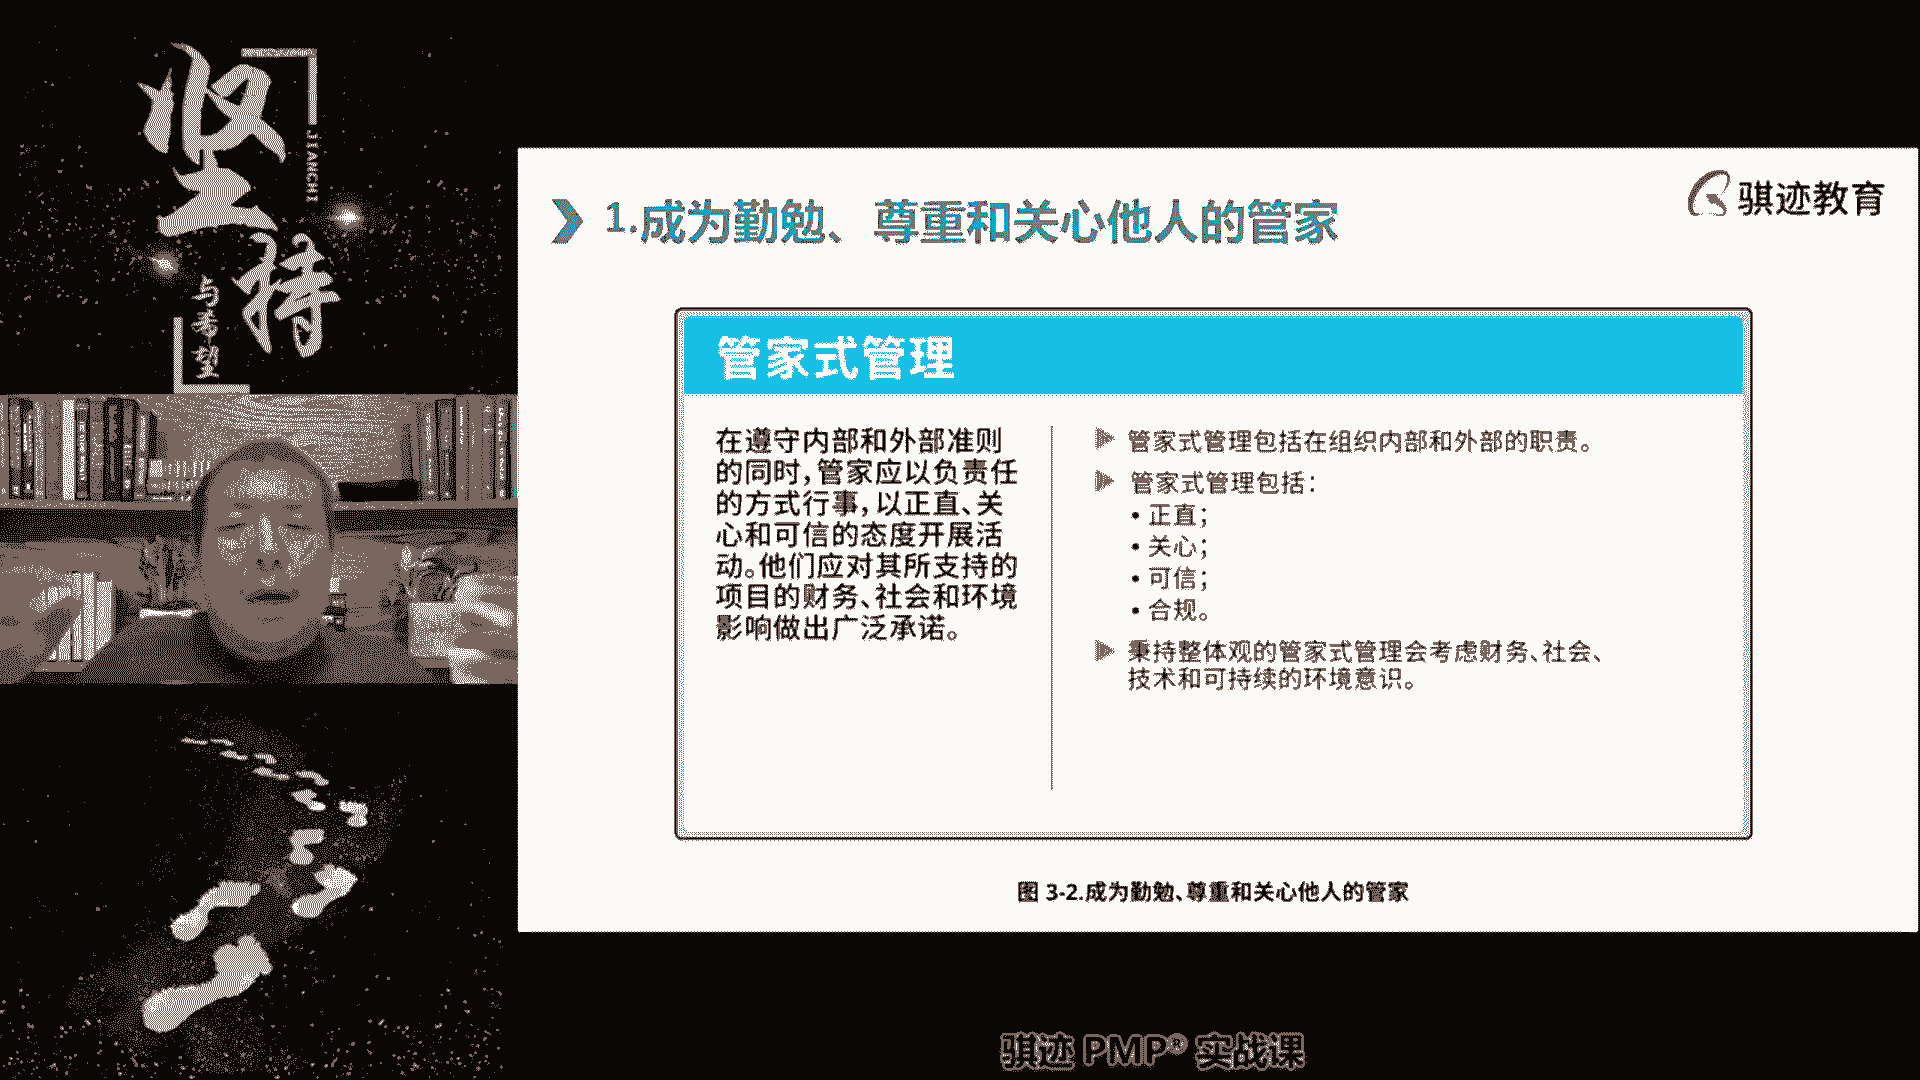 坚持
JIANCHI
与希望
骐迹教育
1.成为勤勉、尊重和关心他人的管家
管家式管理
在遵守内部和外部准则
的同时，管家应以负责任
的方式行事，以正直、关
心和可信的态度开展活
动。他们应对其所支持的
项目的财务、社会和环境
影响做出广泛承诺。
管家式管理包括在组织内部和外部的职责。
管家式管理包括：
• 正直；
• 关心；
• 可信；
• 合规。
秉持整体观的管家式管理会考虑财务、社会、
技术和可持续的环境意识。
图 3-2.成为勤勉、尊重和关心他人的管家
骐迹 PMP® 实战课